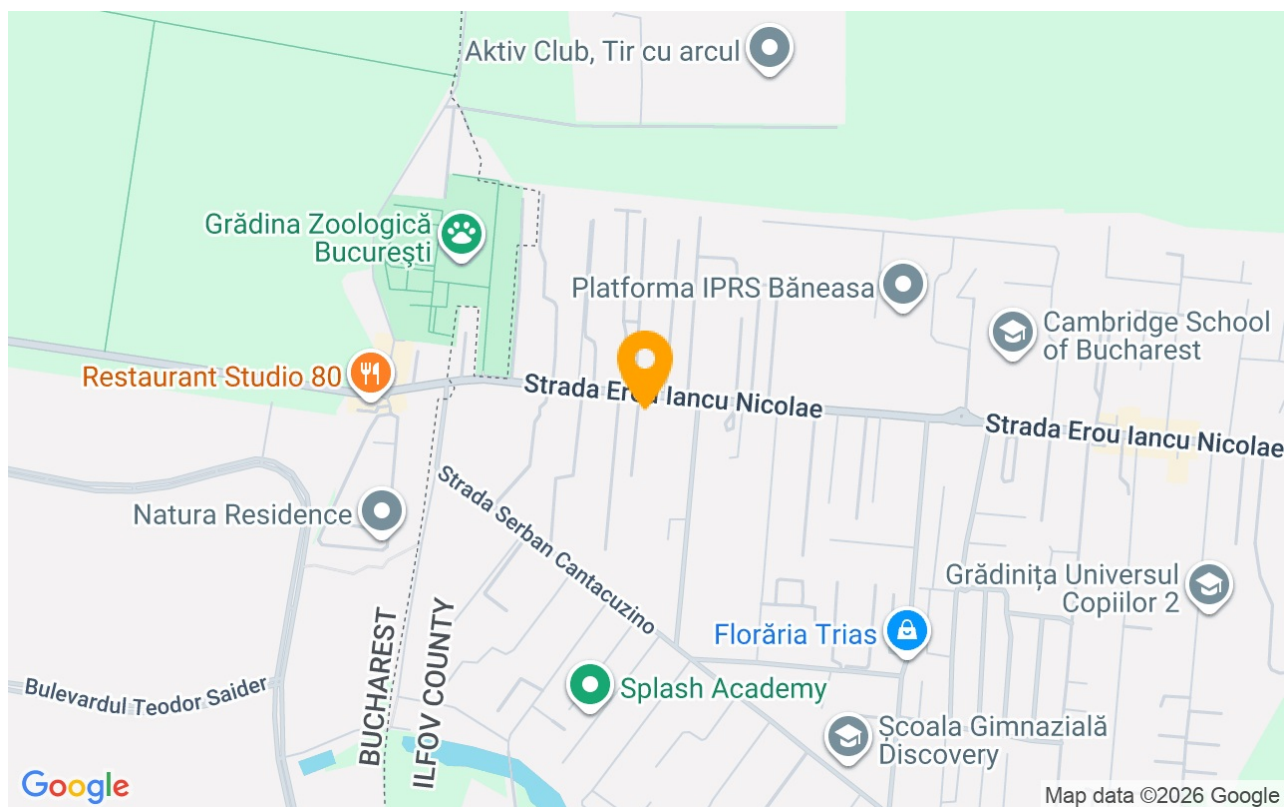 Aktiv Club, Tir cu arcul
Grădina Zoologică
București
Platforma IPRS Băneasa
Cambridge School
of Bucharest
Restaurant Studio 80
Strada Erou Iancu Nicolae
Strada Erou Iancu Nicolae
Natura Residence
Strada Serban Cantacuzino
Grădinița Universul
Copiilor 2
BUCHAREST
ILFOV COUNTY
Florăria Trias
Bulevardul Teodor Saider
Splash Academy
Școala Gimnazială
Discovery
Google
Map data ©2026 Google